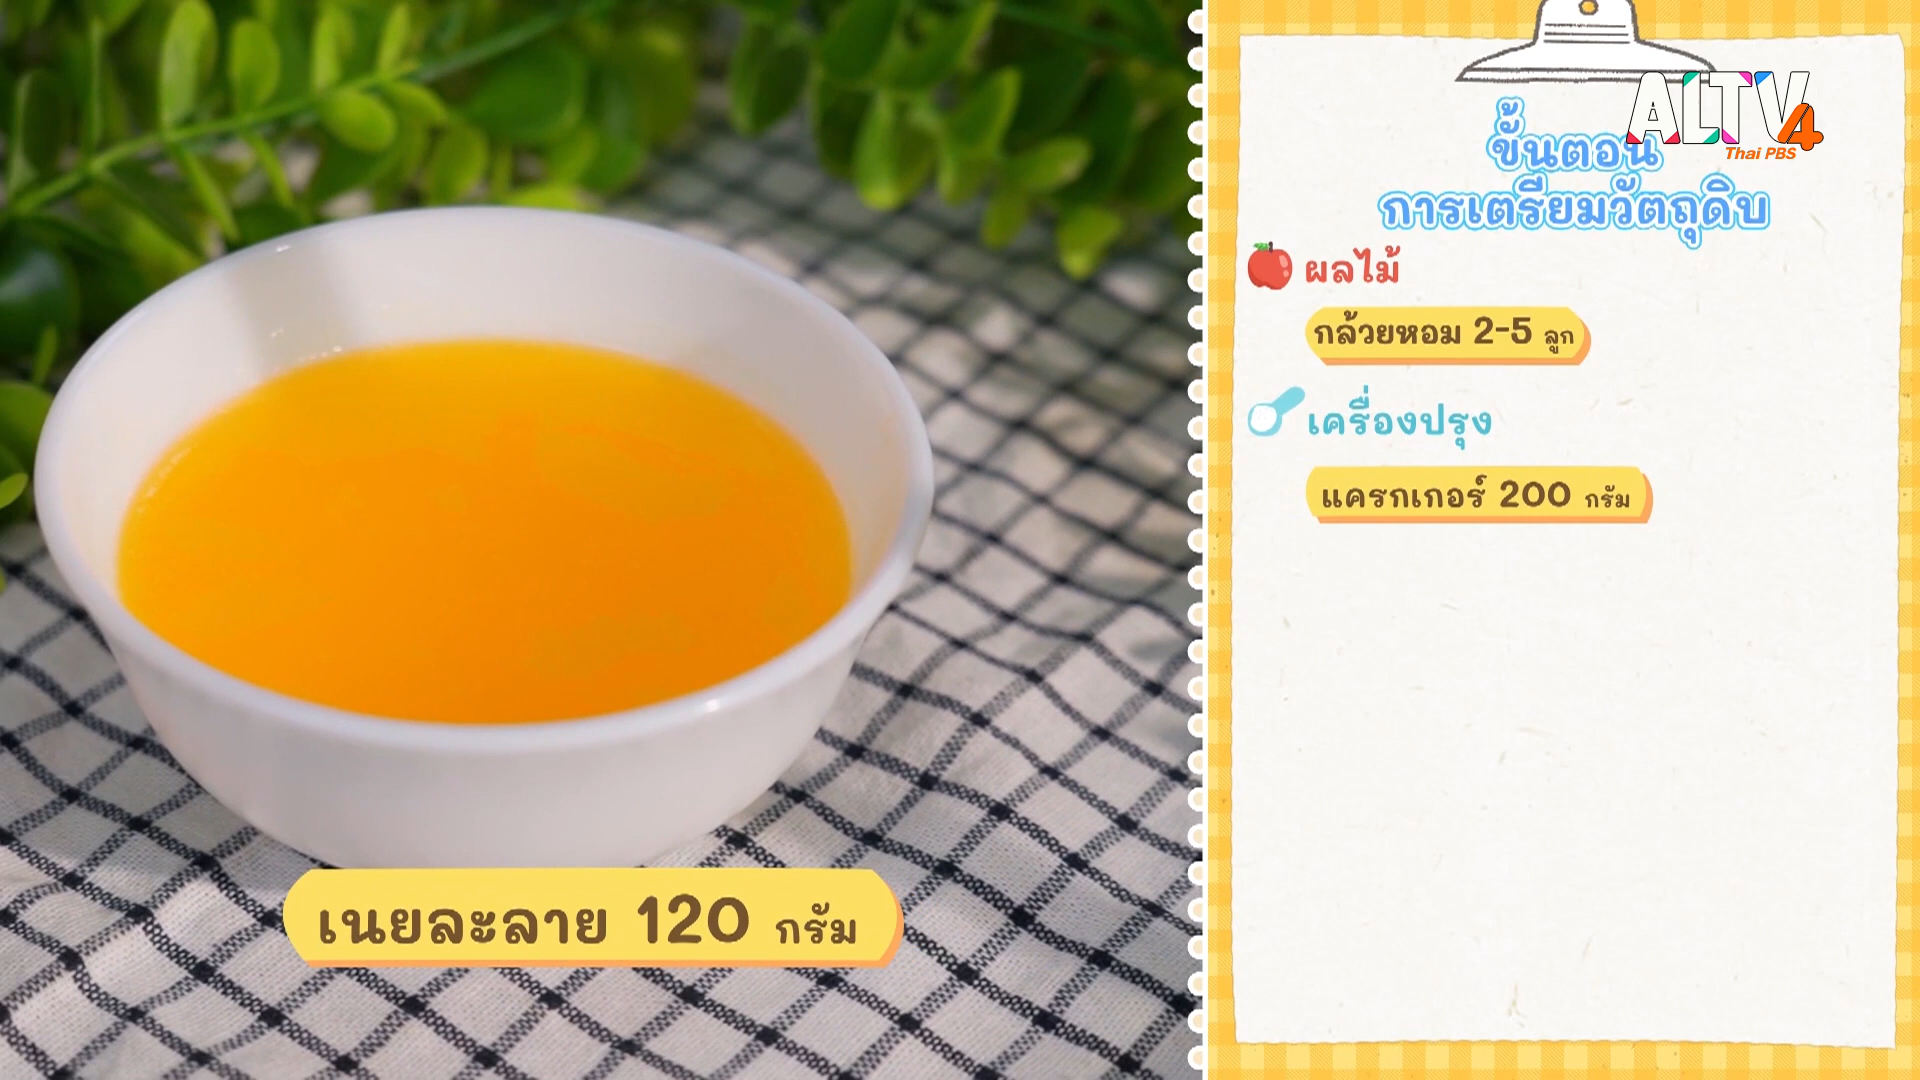 ALTV4
Thai PBS
ขั้นตอน
การเตรียมวัตถุดิบ
ผลไม้
กล้วยหอม 2-5 ลูก
เครื่องปรุง
แครกเกอร์ 200 กรัม
เนยละลาย 120 กรัม